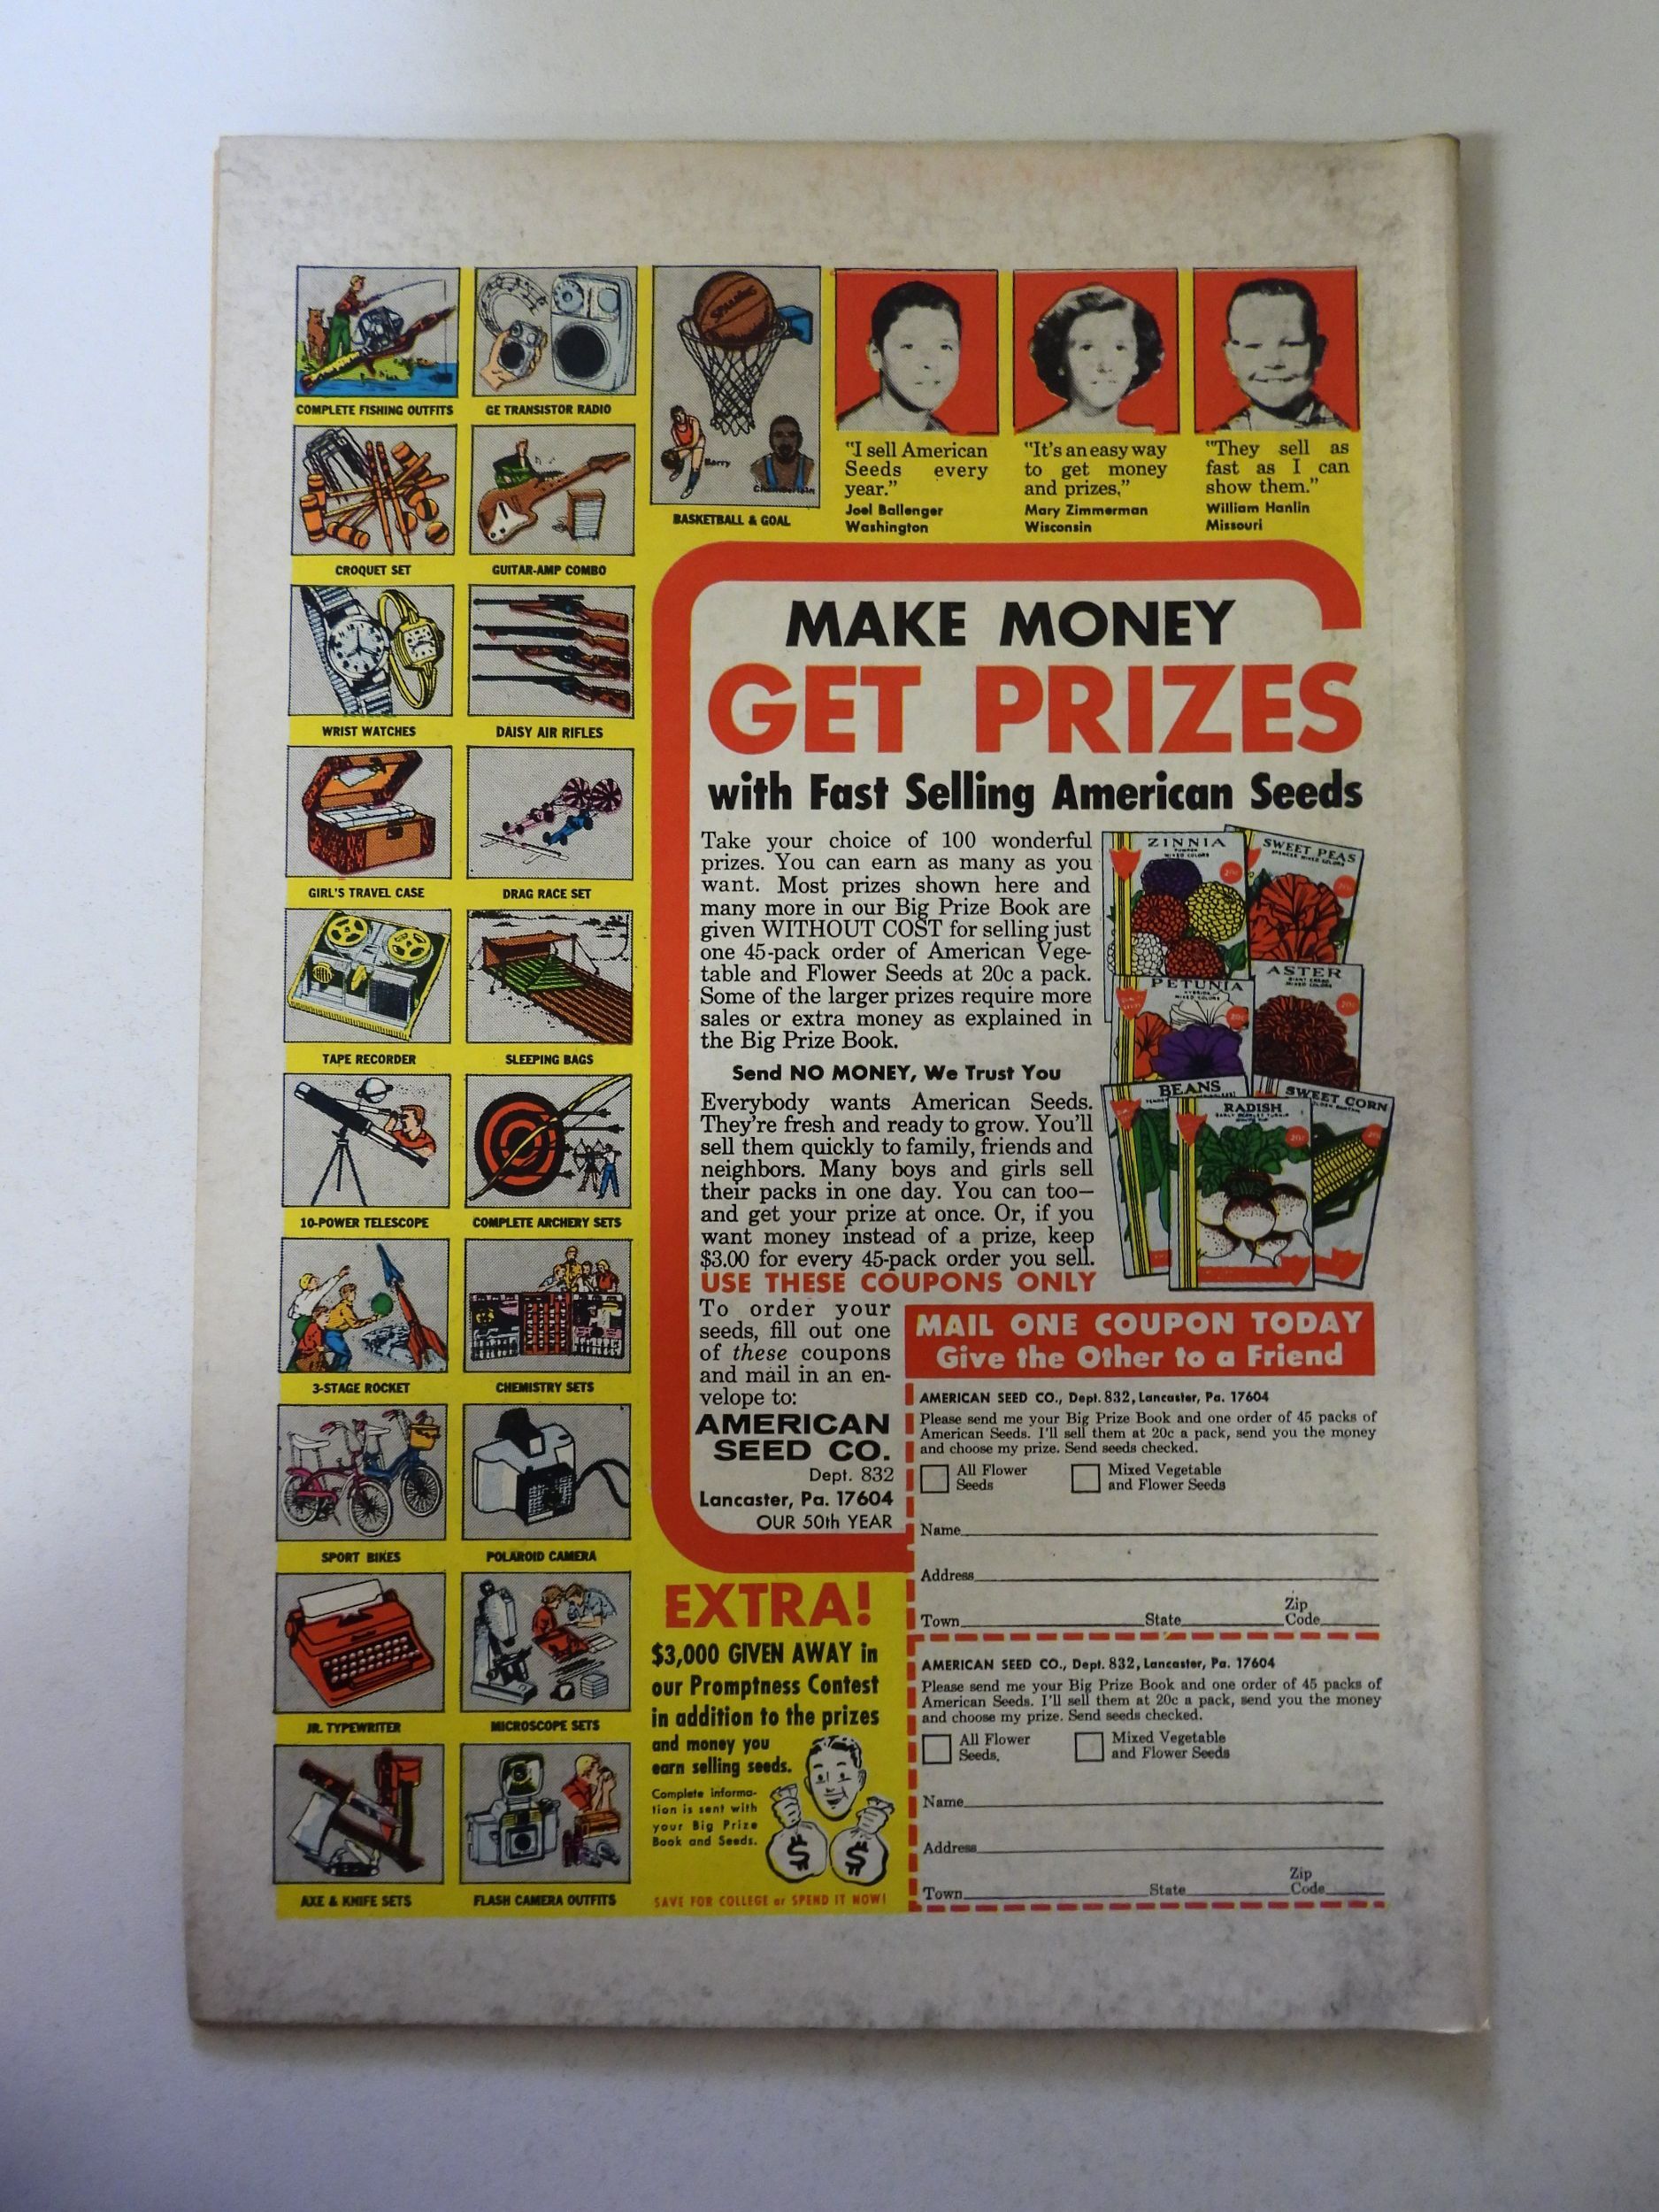 COMPLETE FISHING OUTFITS
GE TRANSISTOR RADIO
SPALDING
Barry
Chamberlain
BASKETBALL & GOAL
CROQUET SET
GUITAR-AMP COMBO
WRIST WATCHES
DAISY AIR RIFLES
GIRL'S TRAVEL CASE
DRAG RACE SET
TAPE RECORDER
SLEEPING BAGS
10-POWER TELESCOPE
COMPLETE ARCHERY SETS
3-STAGE ROCKET
CHEMISTRY SETS
SPORT BIKES
POLAROID CAMERA
JR. TYPEWRITER
MICROSCOPE SETS
AXE & KNIFE SETS
FLASH CAMERA OUTFITS
"I sell American
Seeds every
year."
Joel Ballenger
Washington
"It's an easy way
to get money
and prizes,"
Mary Zimmerman
Wisconsin
"They sell as
fast as I can
show them."
William Hanlin
Missouri
MAKE MONEY
GET PRIZES
with Fast Selling American Seeds
Take your choice of 100 wonderful
prizes. You can earn as many as you
want. Most prizes shown here and
many more in our Big Prize Book are
given WITHOUT COST for selling just
one 45-pack order of American Vege-
table and Flower Seeds at 20c a pack.
Some of the larger prizes require more
sales or extra money as explained in
the Big Prize Book.
Send NO MONEY, We Trust You
Everybody wants American Seeds.
They're fresh and ready to grow. You'll
sell them quickly to family, friends and
neighbors. Many boys and girls sell
their packs in one day. You can too—
and get your prize at once. Or, if you
want money instead of a prize, keep
$3.00 for every 45-pack order you sell.
USE THESE COUPONS ONLY
To order your
seeds, fill out one
of these coupons
and mail in an en-
velope to:
AMERICAN
SEED CO.
Dept. 832
Lancaster, Pa. 17604
OUR 50th YEAR
ZINNIA
MIXED COLORS
20c
SWEET PEAS
SPENCER MIXED COLORS
20c
PETUNIA
MIXED COLORS
20c
ASTER
MIXED COLORS
20c
BEANS
RADISH
20c
SWEET CORN
20c
MAIL ONE COUPON TODAY
Give the Other to a Friend
AMERICAN SEED CO., Dept. 832, Lancaster, Pa. 17604
Please send me your Big Prize Book and one order of 45 packs of
American Seeds. I'll sell them at 20c a pack, send you the money
and choose my prize. Send seeds checked.
All Flower
Seeds
Mixed Vegetable
and Flower Seeds
Name
Address
Town State Zip Code
AMERICAN SEED CO., Dept. 832, Lancaster, Pa. 17604
Please send me your Big Prize Book and one order of 45 packs of
American Seeds. I'll sell them at 20c a pack, send you the money
and choose my prize. Send seeds checked.
All Flower
Seeds.
Mixed Vegetable
and Flower Seeds
Name
Address
Town State Zip Code
EXTRA!
$3,000 GIVEN AWAY in
our Promptness Contest
in addition to the prizes
and money you
earn selling seeds.
Complete informa-
tion is sent with
your Big Prize
Book and Seeds.
$ $
SAVE FOR COLLEGE or SPEND IT NOW!